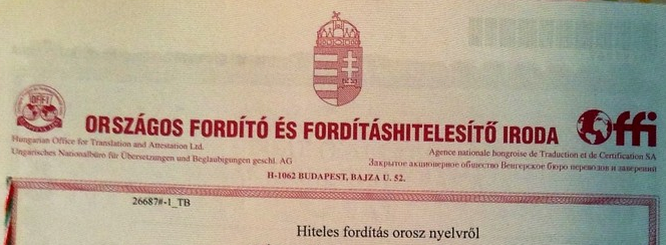 OFFI
ORSZÁGOS FORDÍTÓ ÉS FORDÍTÁSHITELESÍTŐ IRODA
Offi
Hungarian Office for Translation and Attestation Ltd.
Agence nationale hongroise de Traduction et de Certification SA
Ungarisches Nationalbüro für Übersetzungen und Beglaubigungen geschl. AG
Закрытое акционерное общество Венгерское бюро переводов и заверений
H-1062 BUDAPEST, BAJZA U. 52.
26687#-1_TB
Hiteles fordítás orosz nyelvről